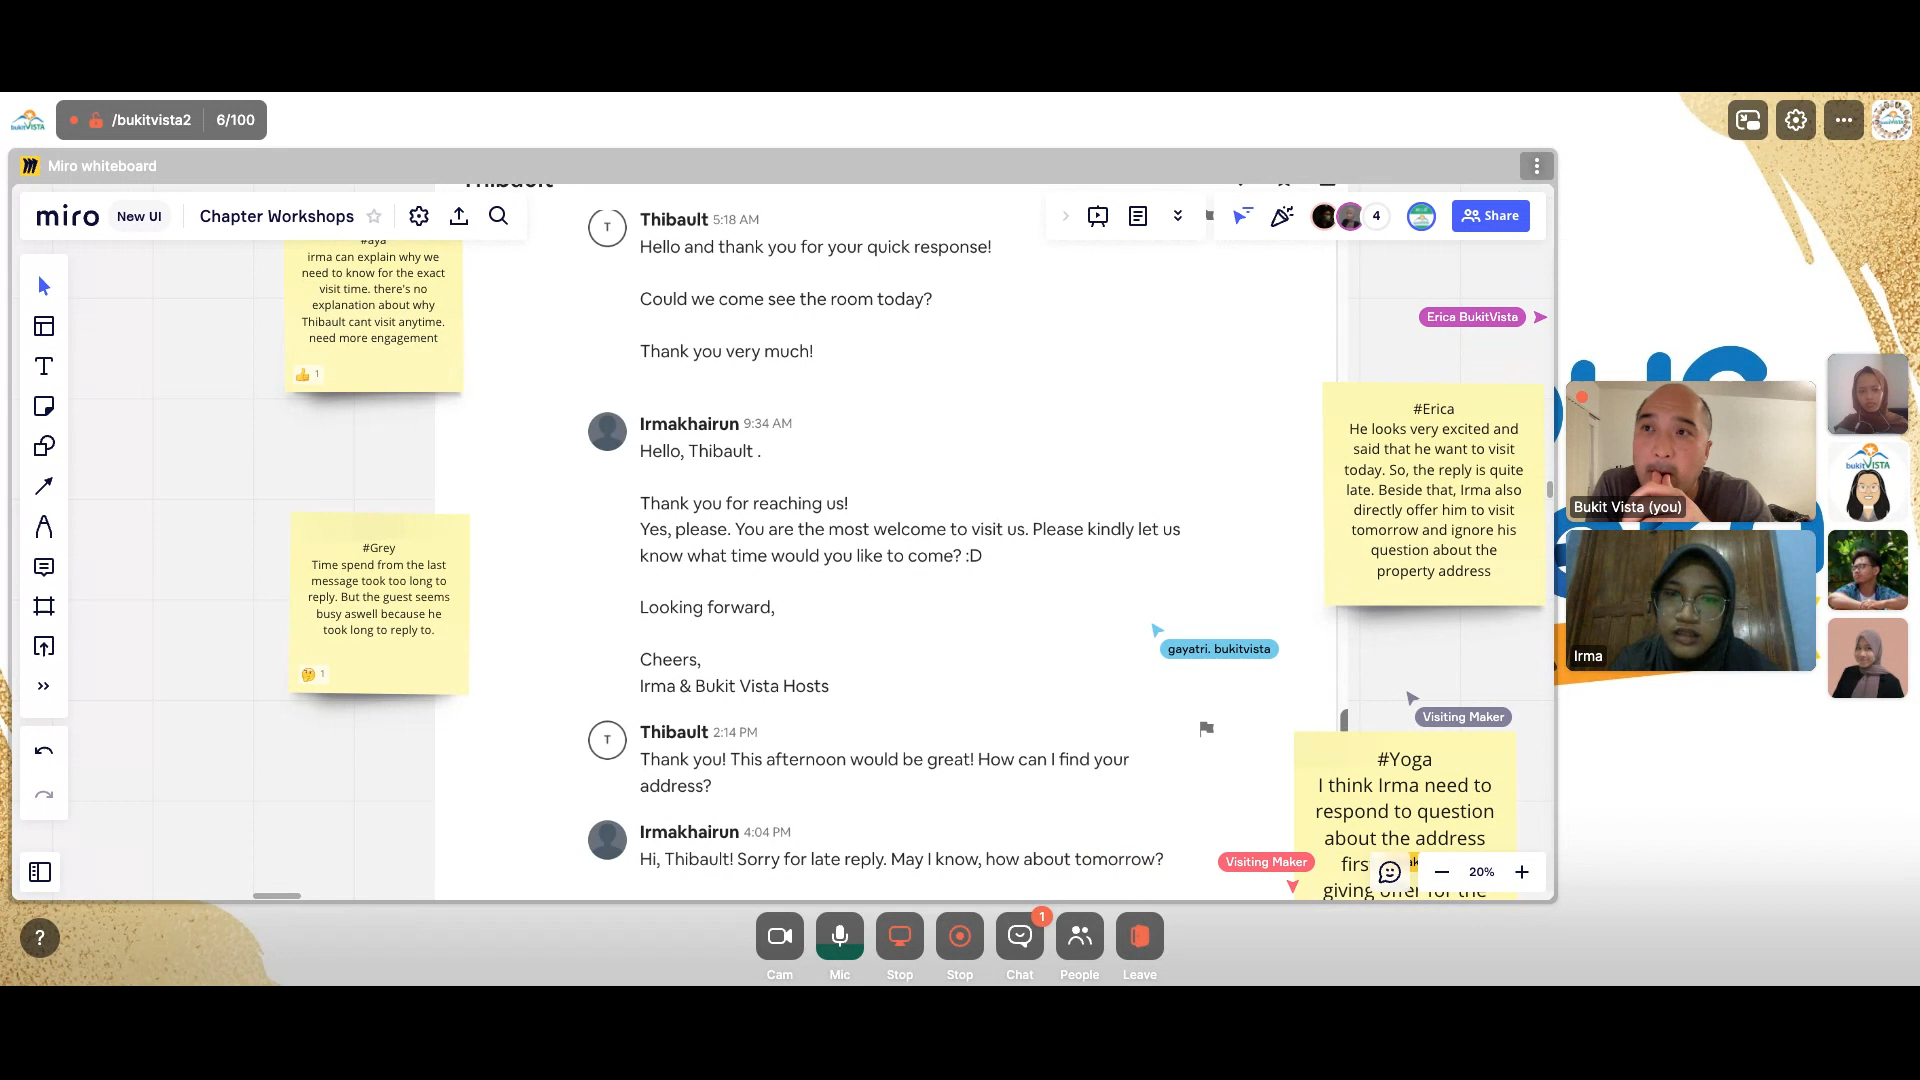 bukitVISTA
/bukitvista2
6/100
Miro whiteboard
Thibault
miro
New UI
Chapter Workshops
4
Share
#aya
irma can explain why we
need to know for the exact
visit time. there's no
explanation about why
Thibault cant visit anytime.
need more engagement
👍 1
#Grey
Time spend from the last
message took too long to
reply. But the guest seems
busy aswell because he
took long to reply to.
🤔 1
T
Thibault 5:18 AM
Hello and thank you for your quick response!
Could we come see the room today?
Thank you very much!
Irmakhairun 9:34 AM
Hello, Thibault .
Thank you for reaching us!
Yes, please. You are the most welcome to visit us. Please kindly let us
know what time would you like to come? :D
Looking forward,
Cheers,
Irma & Bukit Vista Hosts
T
Thibault 2:14 PM
Thank you! This afternoon would be great! How can I find your
address?
Irmakhairun 4:04 PM
Hi, Thibault! Sorry for late reply. May I know, how about tomorrow?
Erica BukitVista
#Erica
He looks very excited and
said that he want to visit
today. So, the reply is quite
late. Beside that, Irma also
directly offer him to visit
tomorrow and ignore his
question about the
property address
gayatri. bukitvista
Visiting Maker
#Yoga
I think Irma need to
respond to question
about the address
giving offer for the
Visiting Maker
20%
Bukit Vista (you)
bukitVISTA
Irma
?
1
Cam
Mic
Stop
Stop
Chat
People
Leave